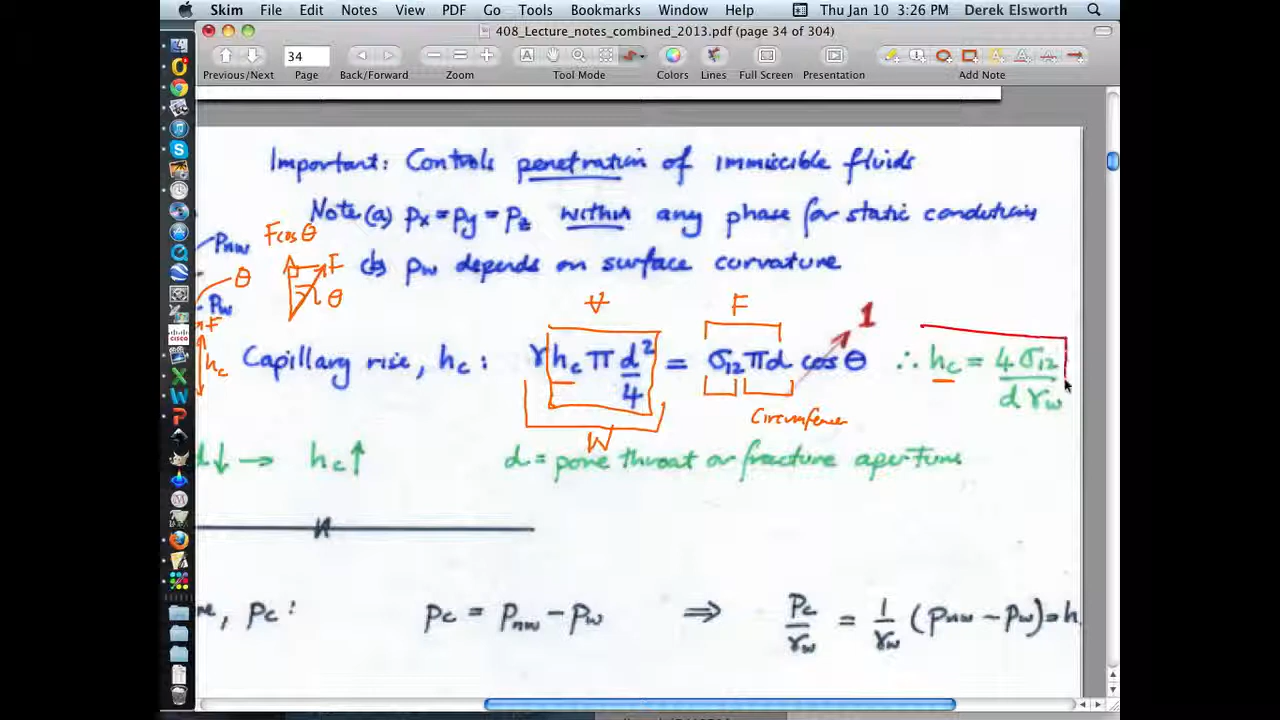 Skim File Edit Notes View PDF Go Tools Bookmarks Window Help Thu Jan 10 3:26 PM Derek Elsworth
408_Lecture_notes_combined_2013.pdf (page 34 of 304)
34
Previous/Next Page Back/Forward Zoom Tool Mode Colors Lines Full Screen Presentation Add Note
Important: Controls penetration of immiscible fluids
Note (a) px = py = pz within any phase for static conditions
F cos θ
Pnw
F (b) pw depends on surface curvature
θ
θ
Pw
V F 1
F
hc
Capillary rise, hc: γ hc π d²/4 = σ12 πd cos θ ∴ hc = 4 σ12 / d γw
Circumference
W
d↓ → hc↑ d = pore throat or fracture aperture
, pc: pc = pnw − pw ⇒ pc/γw = 1/γw (pnw − pw) = h